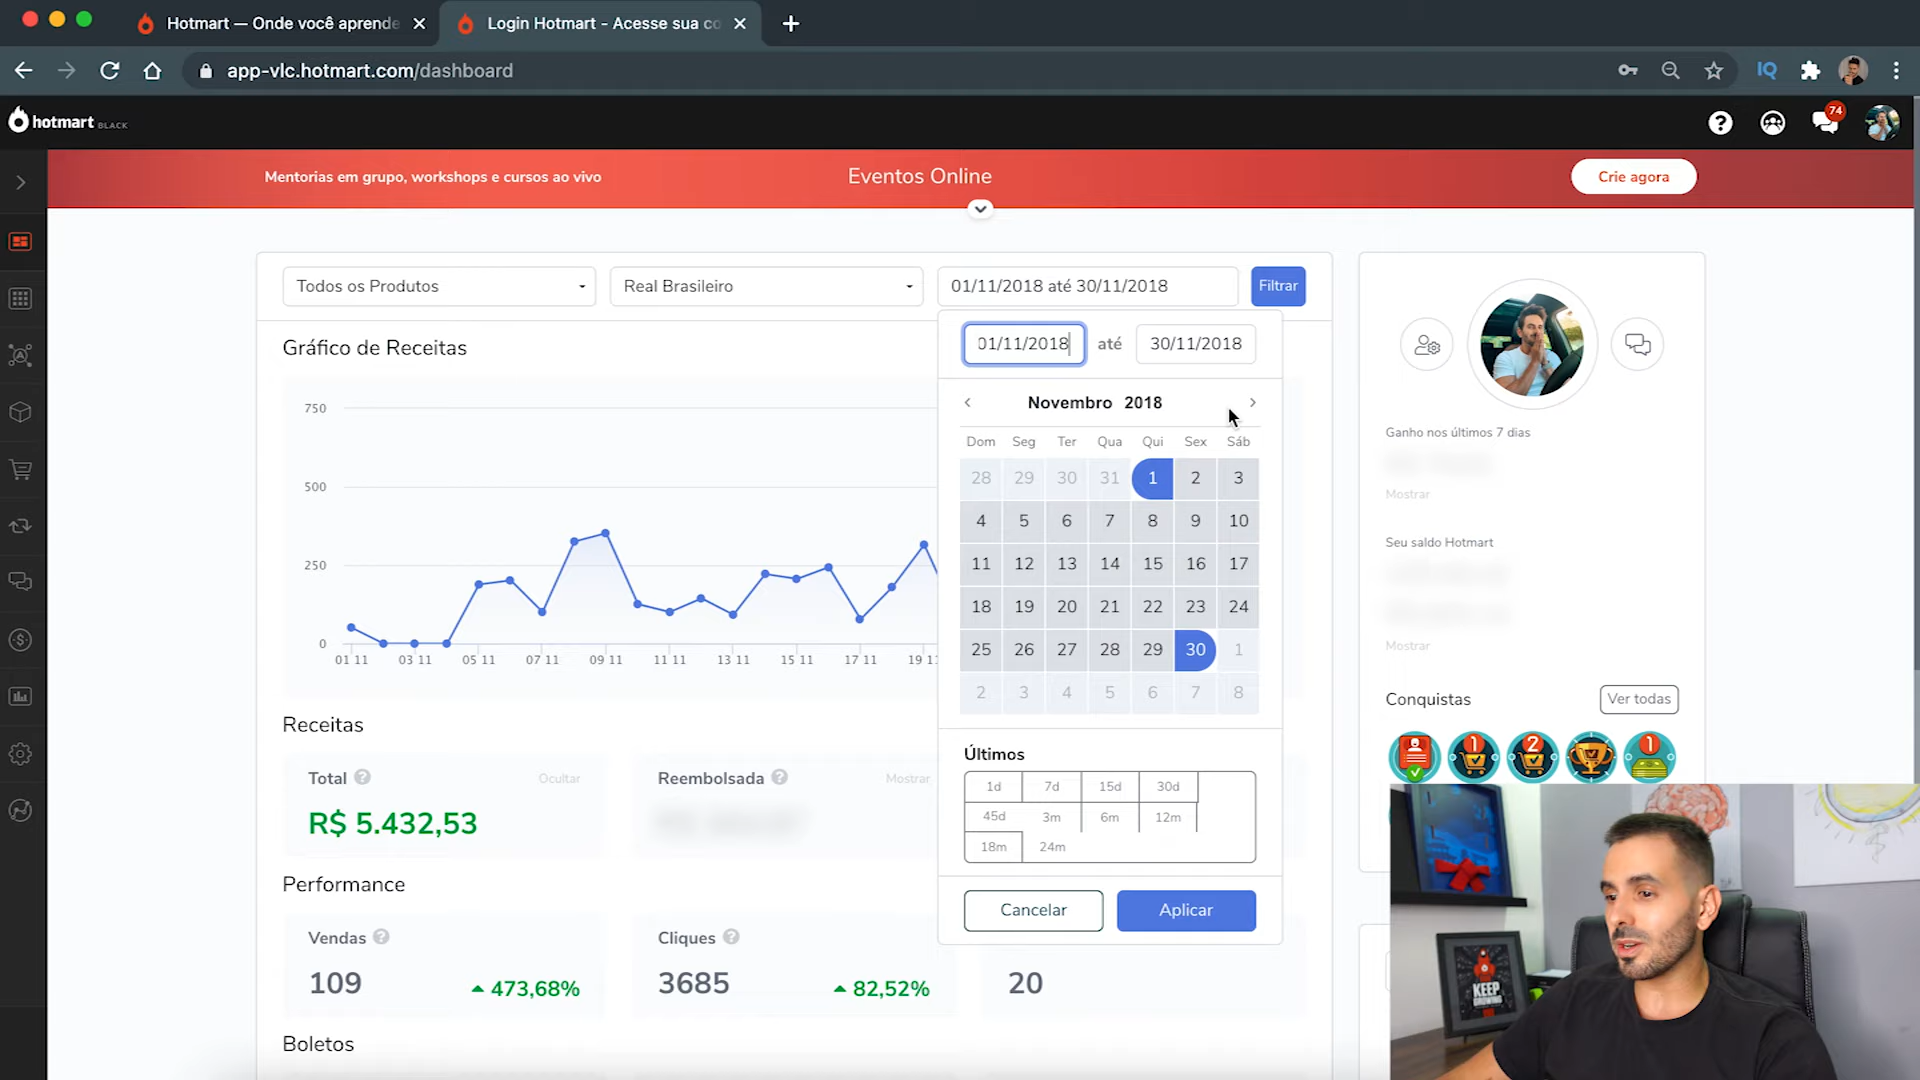 Hotmart — Onde você aprende
Login Hotmart - Acesse sua co
app-vlc.hotmart.com/dashboard
IQ
hotmart BLACK
74
Mentorias em grupo, workshops e cursos ao vivo
Eventos Online
Crie agora
Todos os Produtos
Real Brasileiro
01/11/2018 até 30/11/2018
Filtrar
Gráfico de Receitas
01/11/2018 até 30/11/2018
750
500
250
0
01 11 03 11 05 11 07 11 09 11 11 11 13 11 15 11 17 11 19 1
Novembro 2018
Dom Seg Ter Qua Qui Sex Sáb
28 29 30 31 1 2 3
4 5 6 7 8 9 10
11 12 13 14 15 16 17
18 19 20 21 22 23 24
25 26 27 28 29 30 1
2 3 4 5 6 7 8
Últimos
1d 7d 15d 30d
45d 3m 6m 12m
18m 24m
Cancelar
Aplicar
Receitas
Total
Ocultar
R$ 5.432,53
Reembolsada
Mostrar
Performance
Vendas
109
473,68%
Cliques
3685
82,52%
20
Boletos
Ganho nos últimos 7 dias
Mostrar
Seu saldo Hotmart
Mostrar
Conquistas
Ver todas
1
2
1
KEEP
GROWING